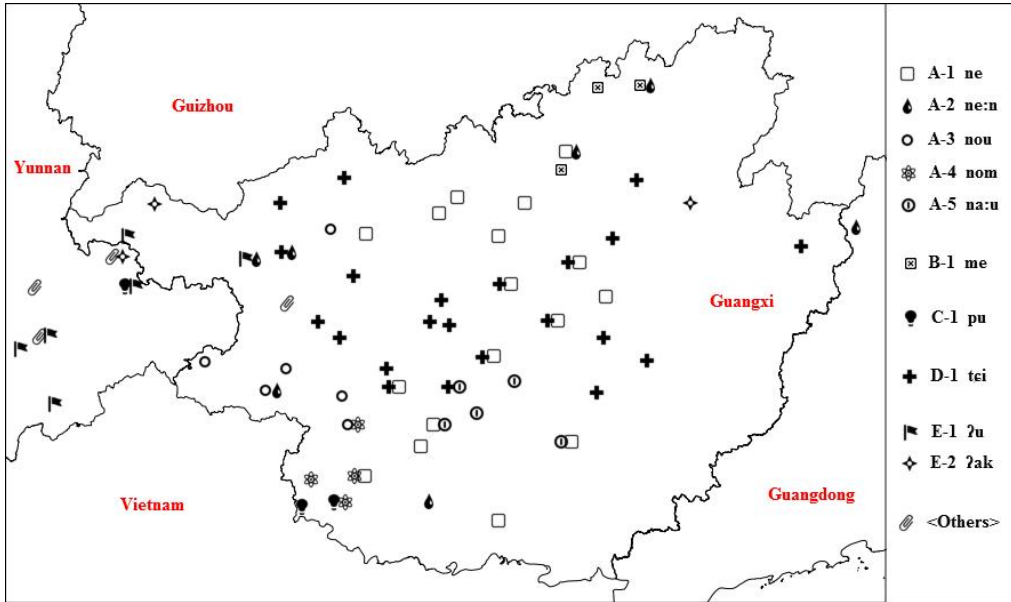 Guizhou
Yunnan
Guangxi
Vietnam
Guangdong
A-1 ne
A-2 ne:n
A-3 nou
A-4 nom
A-5 na:u
B-1 me
C-1 pu
D-1 tɕi
E-1 ʔu
E-2 ʔak
<Others>